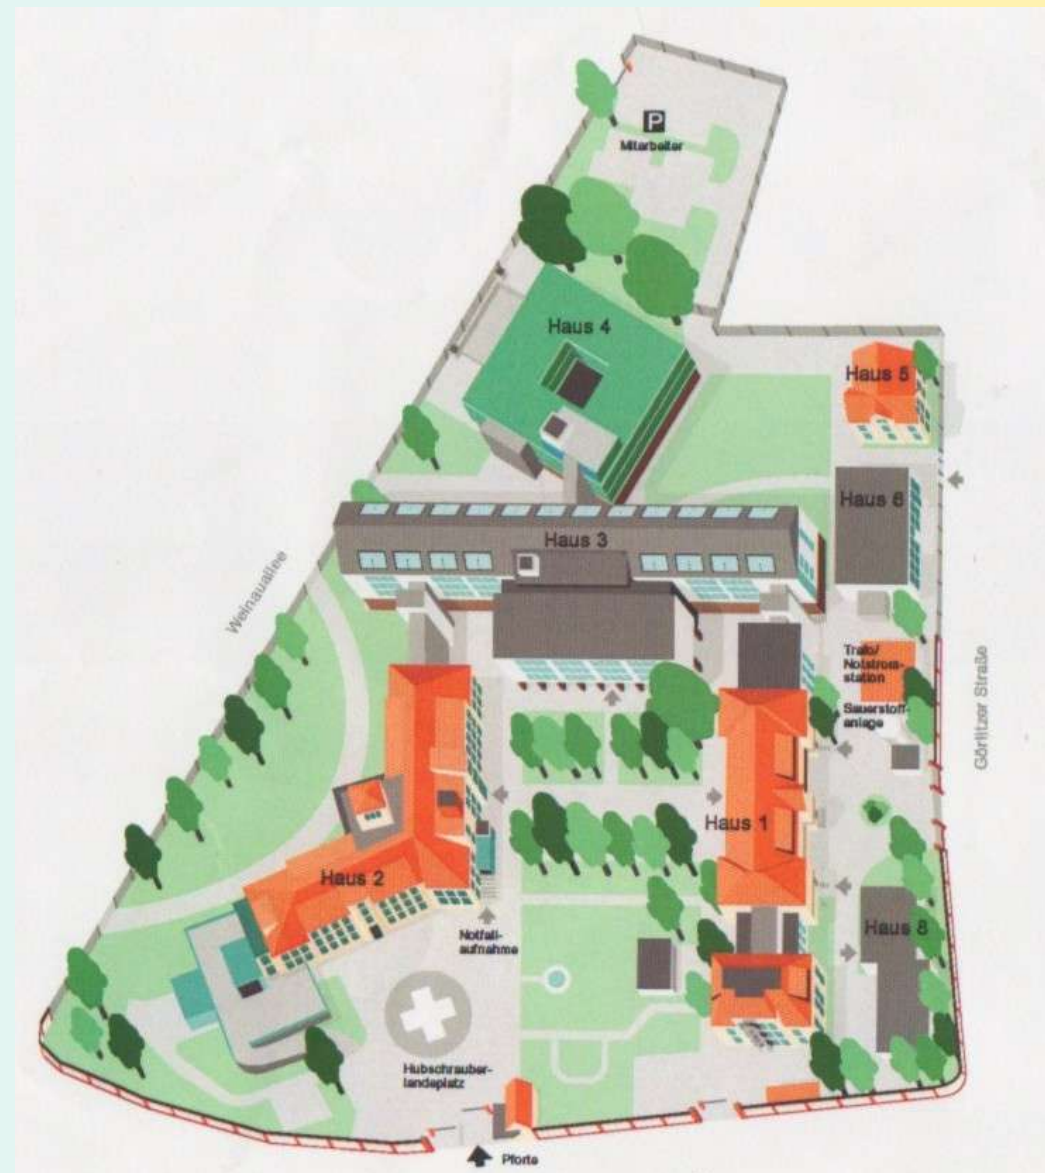 P
Mitarbeiter
Haus 4
Haus 5
Haus 6
Haus 3
Weinauallee
Trafo/
Notstrom-
station
Sauerstoff-
anlage
Görlitzer Straße
Haus 1
Haus 2
Haus 8
Notfall-
aufnahme
Hubschrauber-
landeplatz
Pforte